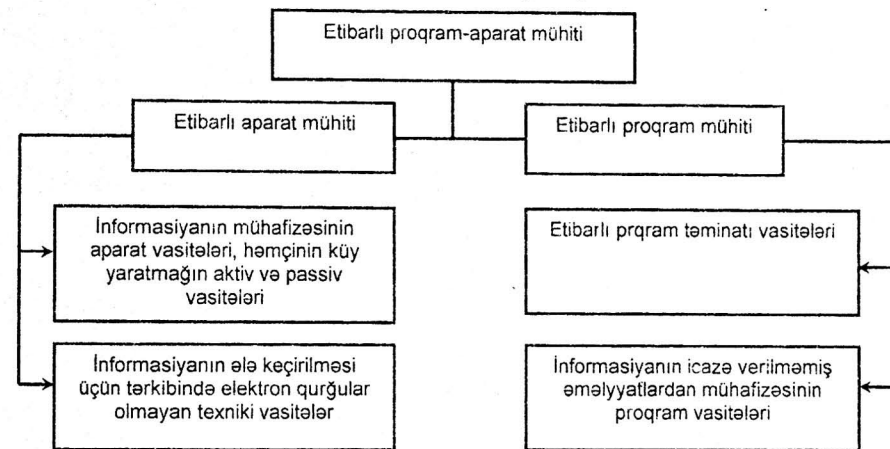 Etibarlı proqram-aparat mühiti
Etibarlı aparat mühiti
Etibarlı proqram mühiti
İnformasiyanın mühafizəsinin
aparat vasitələri, həmçinin küy
yaratmağın aktiv və passiv
vasitələri
Etibarlı prqram təminatı vasitələri
İnformasiyanın ələ keçirilməsi
üçün tərkibində elektron qurğular
olmayan texniki vasitələr
İnformasiyanın icazə verilməmiş
əməlyyatlardan mühafizəsinin
proqram vasitələri